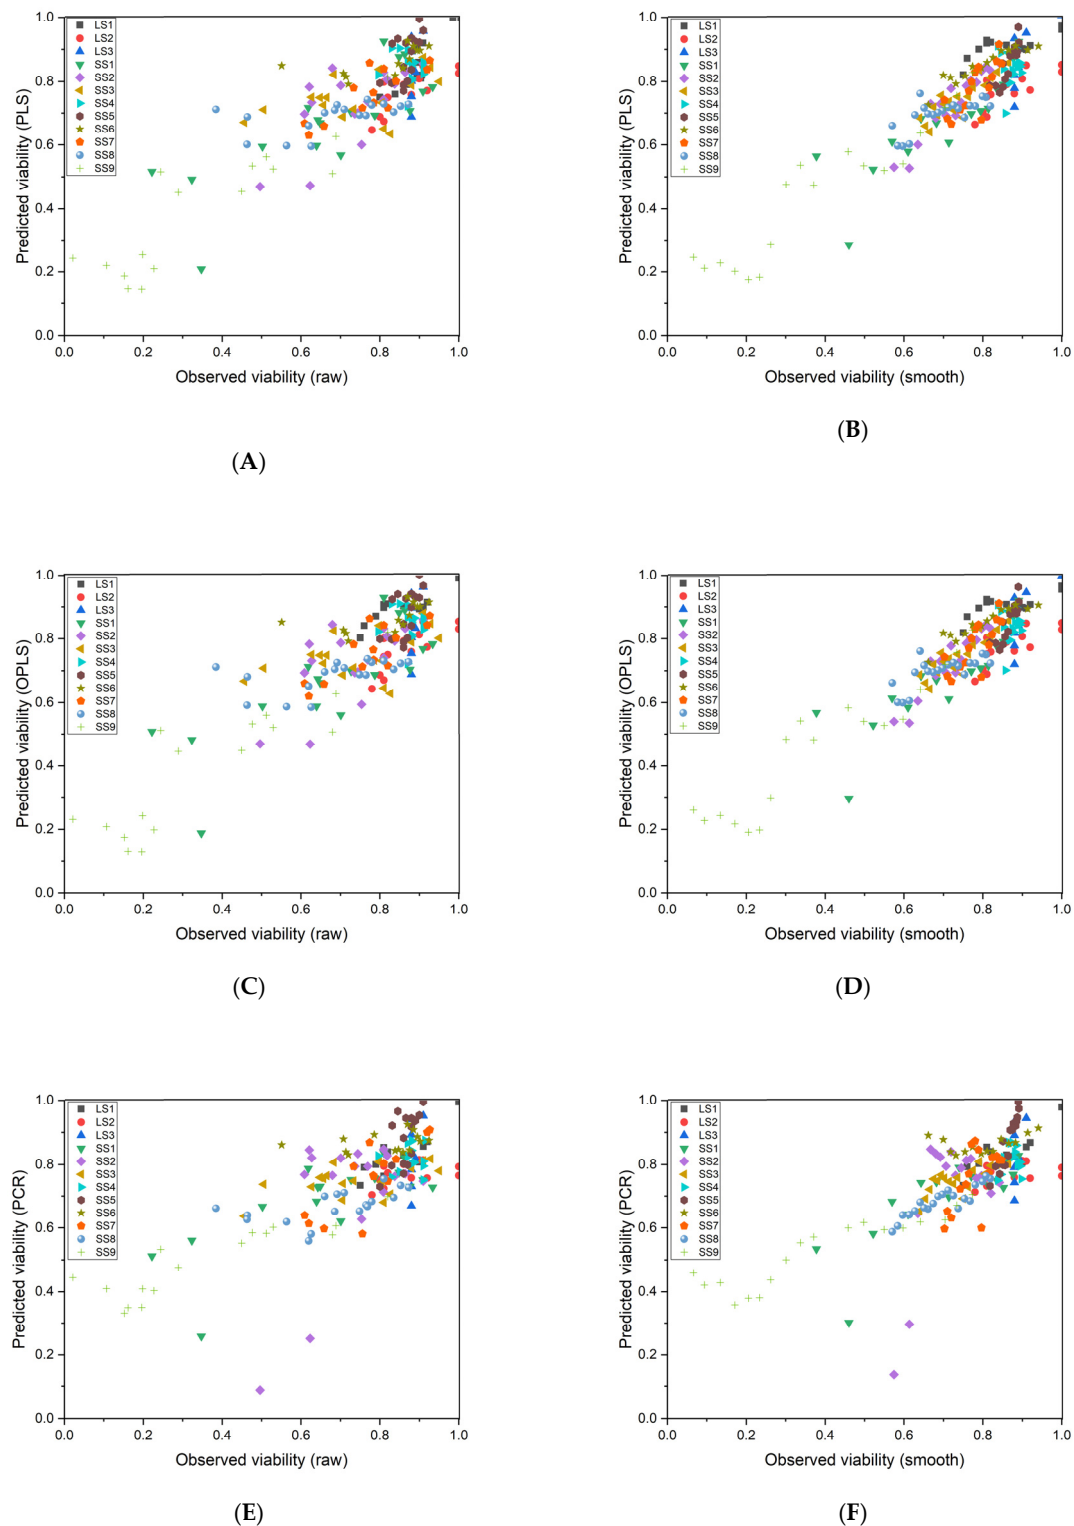 1.0
0.8
0.6
0.4
0.2
0.0
Predicted viability (PLS)
LS1
LS2
LS3
SS1
SS2
SS3
SS4
SS5
SS6
SS7
SS8
SS9
0.0 0.2 0.4 0.6 0.8 1.0
Observed viability (raw)
(A)
1.0
0.8
0.6
0.4
0.2
0.0
Predicted viability (PLS)
LS1
LS2
LS3
SS1
SS2
SS3
SS4
SS5
SS6
SS7
SS8
SS9
0.0 0.2 0.4 0.6 0.8 1.0
Observed viability (smooth)
(B)
1.0
0.8
0.6
0.4
0.2
0.0
Predicted viability (OPLS)
LS1
LS2
LS3
SS1
SS2
SS3
SS4
SS5
SS6
SS7
SS8
SS9
0.0 0.2 0.4 0.6 0.8 1.0
Observed viability (raw)
(C)
1.0
0.8
0.6
0.4
0.2
0.0
Predicted viability (OPLS)
LS1
LS2
LS3
SS1
SS2
SS3
SS4
SS5
SS6
SS7
SS8
SS9
0.0 0.2 0.4 0.6 0.8 1.0
Observed viability (smooth)
(D)
1.0
0.8
0.6
0.4
0.2
0.0
Predicted viability (PCR)
LS1
LS2
LS3
SS1
SS2
SS3
SS4
SS5
SS6
SS7
SS8
SS9
0.0 0.2 0.4 0.6 0.8 1.0
Observed viability (raw)
(E)
1.0
0.8
0.6
0.4
0.2
0.0
Predicted viability (PCR)
LS1
LS2
LS3
SS1
SS2
SS3
SS4
SS5
SS6
SS7
SS8
SS9
0.0 0.2 0.4 0.6 0.8 1.0
Observed viability (smooth)
(F)